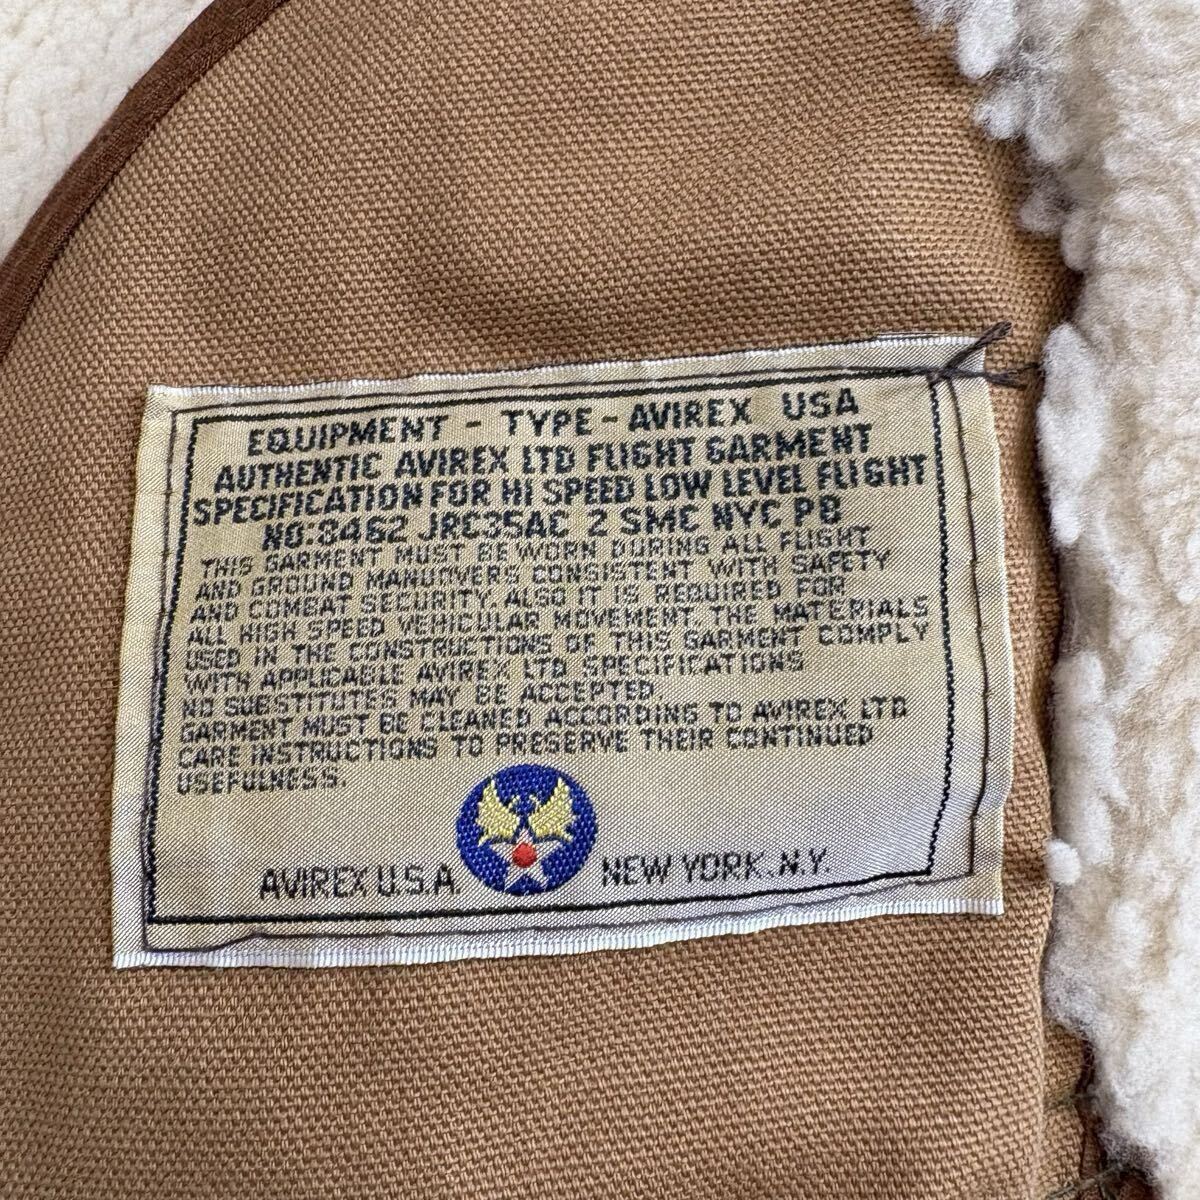 EQUIPMENT - TYPE - AVIREX USA
AUTHENTIC AVIREX LTD FLIGHT GARMENT
SPECIFICATION FOR HI SPEED LOW LEVEL FLIGHT
NO:3462 JRC35AC 2 SMC NYC PB
THIS GARMENT MUST BE WORN DURING ALL FLIGHT
AND GROUND MANUOVERS CONSISTENT WITH SAFETY
AND COMBAT SECURITY. ALSO IT IS REQUIRED FOR
ALL HIGH SPEED VEHICULAR MOVEMENT. THE MATERIALS
USED IN THE CONSTRUCTIONS OF THIS GARMENT COMPLY
WITH APPLICABLE AVIREX LTD SPECIFICATIONS
NO SUBSTITUTES MAY BE ACCEPTED.
GARMENT MUST BE CLEANED ACCORDING TO AVIREX LTD
CARE INSTRUCTIONS TO PRESERVE THEIR CONTINUED
USEFULNESS.
AVIREX U.S.A. NEW YORK. N.Y.